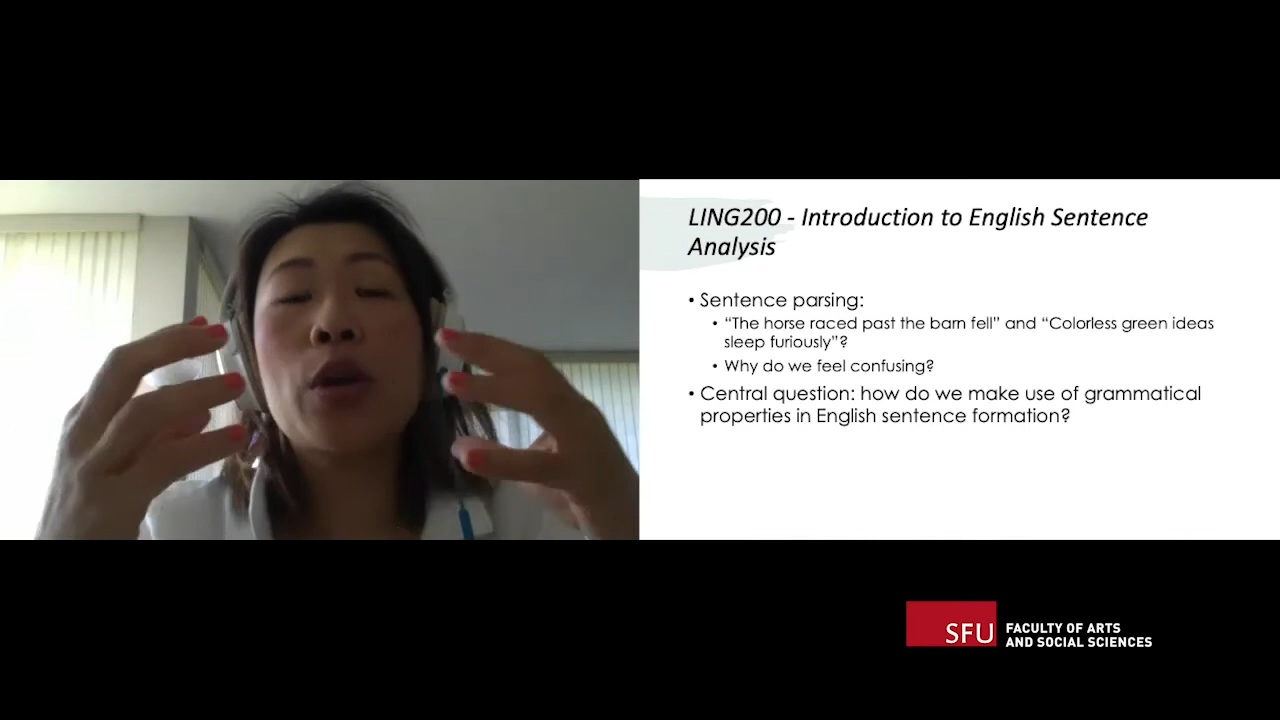 LING200 - Introduction to English Sentence
Analysis
• Sentence parsing:
• “The horse raced past the barn fell” and “Colorless green ideas
sleep furiously”?
• Why do we feel confusing?
• Central question: how do we make use of grammatical
properties in English sentence formation?
SFU
FACULTY OF ARTS
AND SOCIAL SCIENCES